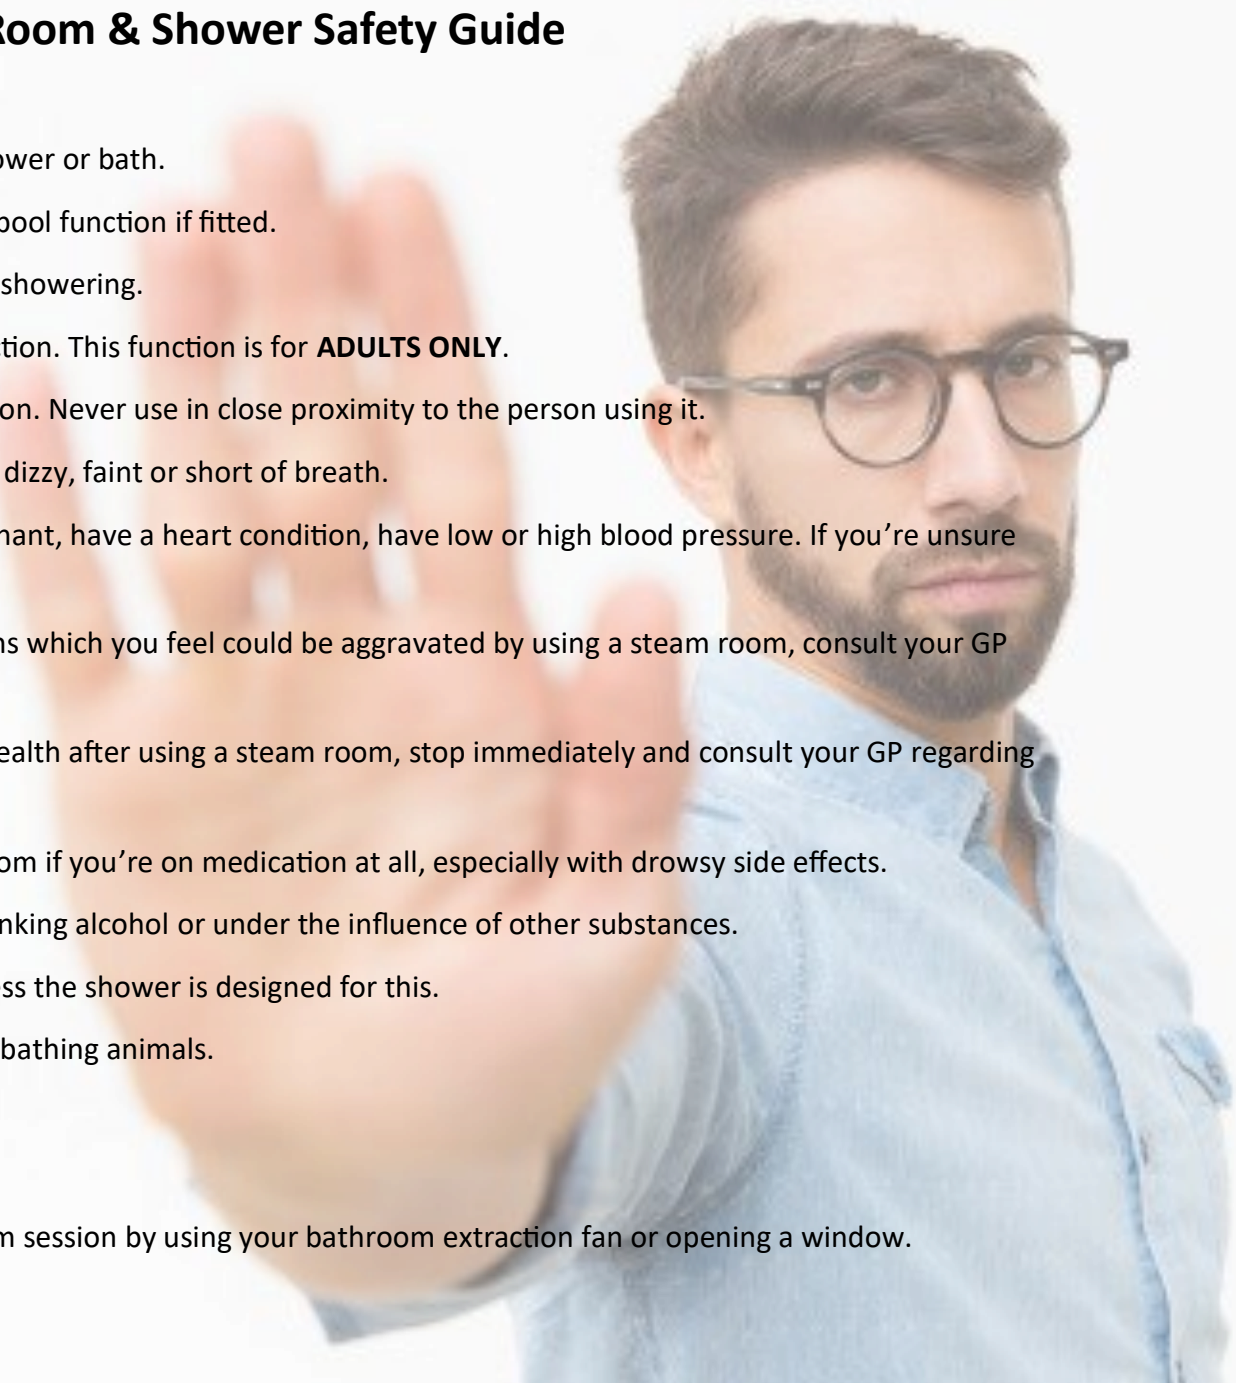 Room & Shower Safety Guide
ower or bath.
pool function if fitted.
showering.
ction. This function is for ADULTS ONLY.
on. Never use in close proximity to the person using it.
dizzy, faint or short of breath.
nant, have a heart condition, have low or high blood pressure. If you’re unsure
ns which you feel could be aggravated by using a steam room, consult your GP
ealth after using a steam room, stop immediately and consult your GP regarding
om if you’re on medication at all, especially with drowsy side effects.
nking alcohol or under the influence of other substances.
ess the shower is designed for this.
bathing animals.
m session by using your bathroom extraction fan or opening a window.